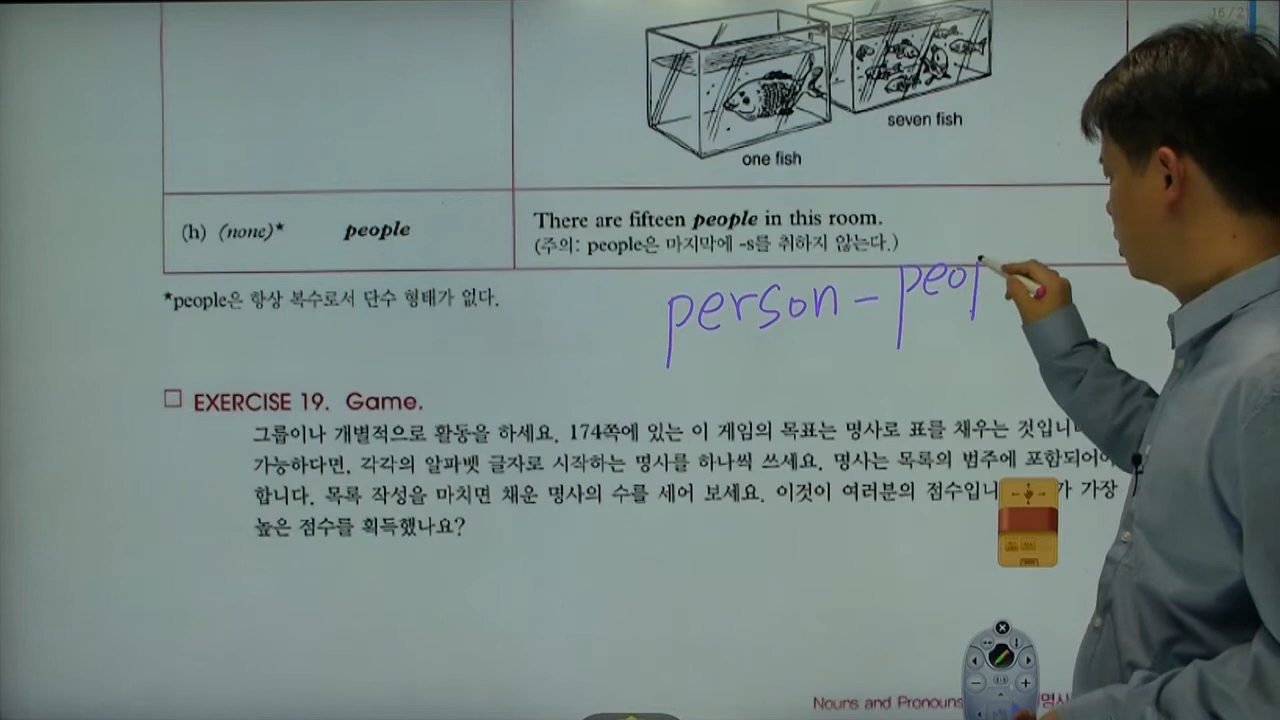 16/2
seven fish
one fish
(h) (none)* people
There are fifteen people in this room.
(주의: people은 마지막에 -s를 취하지 않는다.)
*people은 항상 복수로서 단수 형태가 없다.
person - peop
EXERCISE 19. Game.
그룹이나 개별적으로 활동을 하세요. 174쪽에 있는 이 게임의 목표는 명사로 표를 채우는 것입니
가능하다면, 각각의 알파벳 글자로 시작하는 명사를 하나씩 쓰세요. 명사는 목록의 범주에 포함되어야
합니다. 목록 작성을 마치면 채운 명사의 수를 세어 보세요. 이것이 여러분의 점수입니 가 가장
높은 점수를 획득했나요?
Nouns and Pronouns 명사